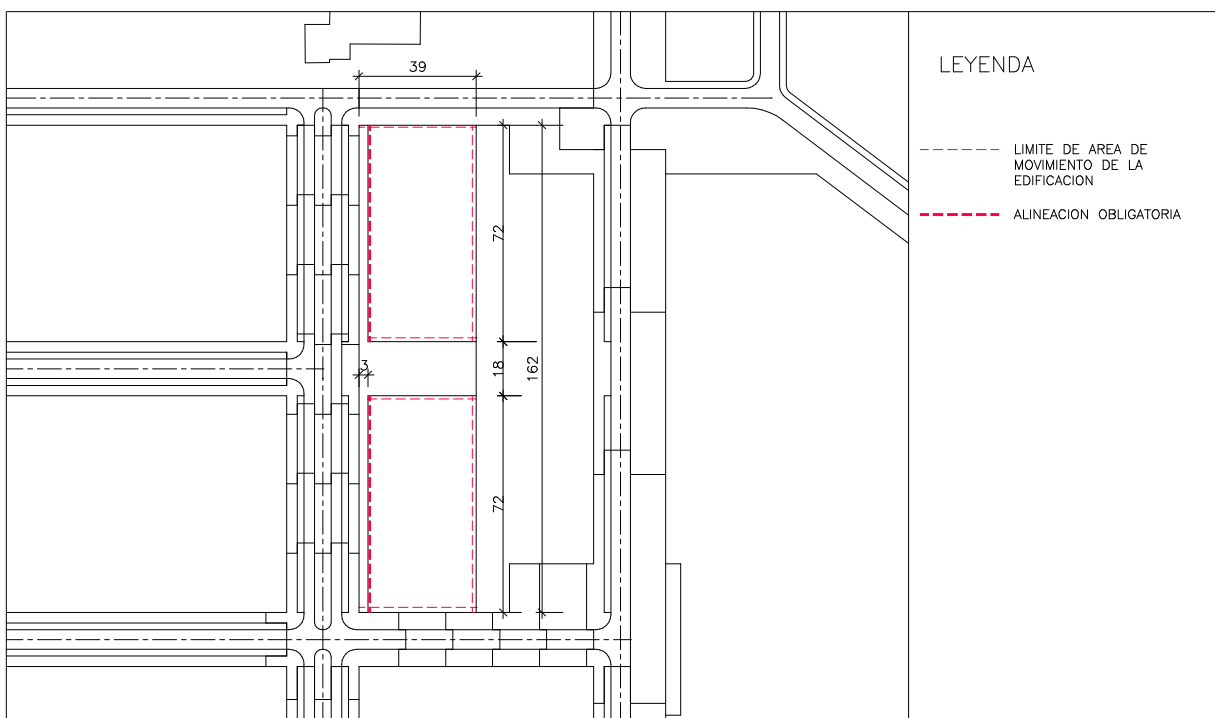 LEYENDA
39
LIMITE DE AREA DE
MOVIMIENTO DE LA
EDIFICACION
ALINEACION OBLIGATORIA
72
3
18
162
72